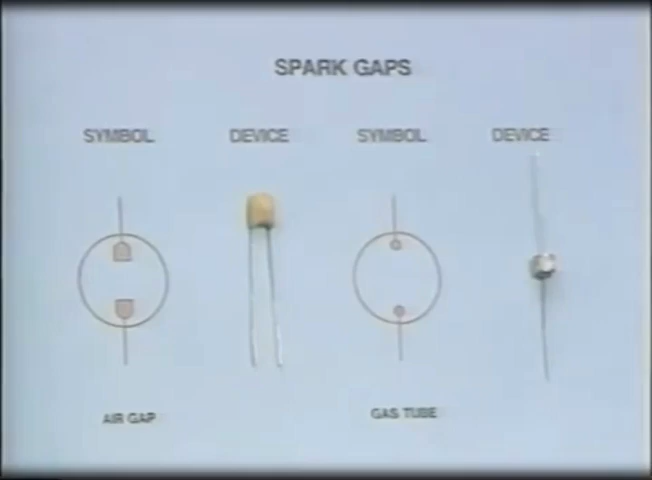 SPARK GAPS
SYMBOL DEVICE SYMBOL DEVICE
AIR GAP GAS TUBE